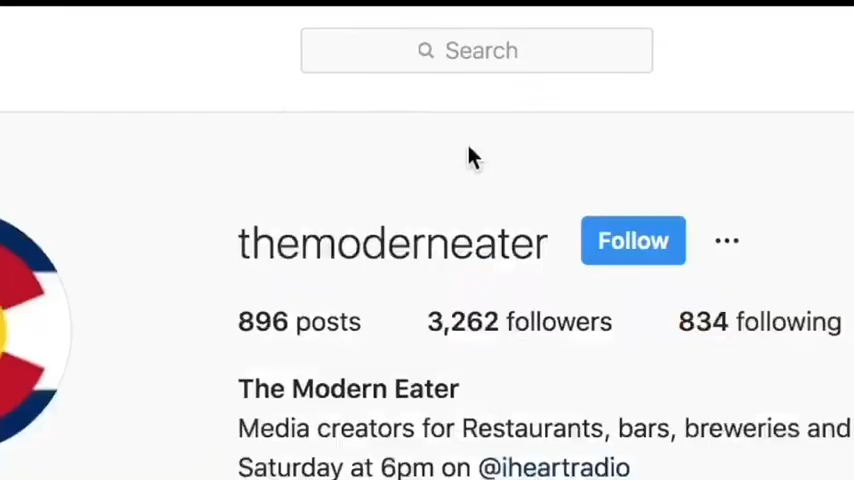 Search
themoderneater Follow ...
896 posts 3,262 followers 834 following
The Modern Eater
Media creators for Restaurants, bars, breweries and
Saturday at 6pm on @iheartradio